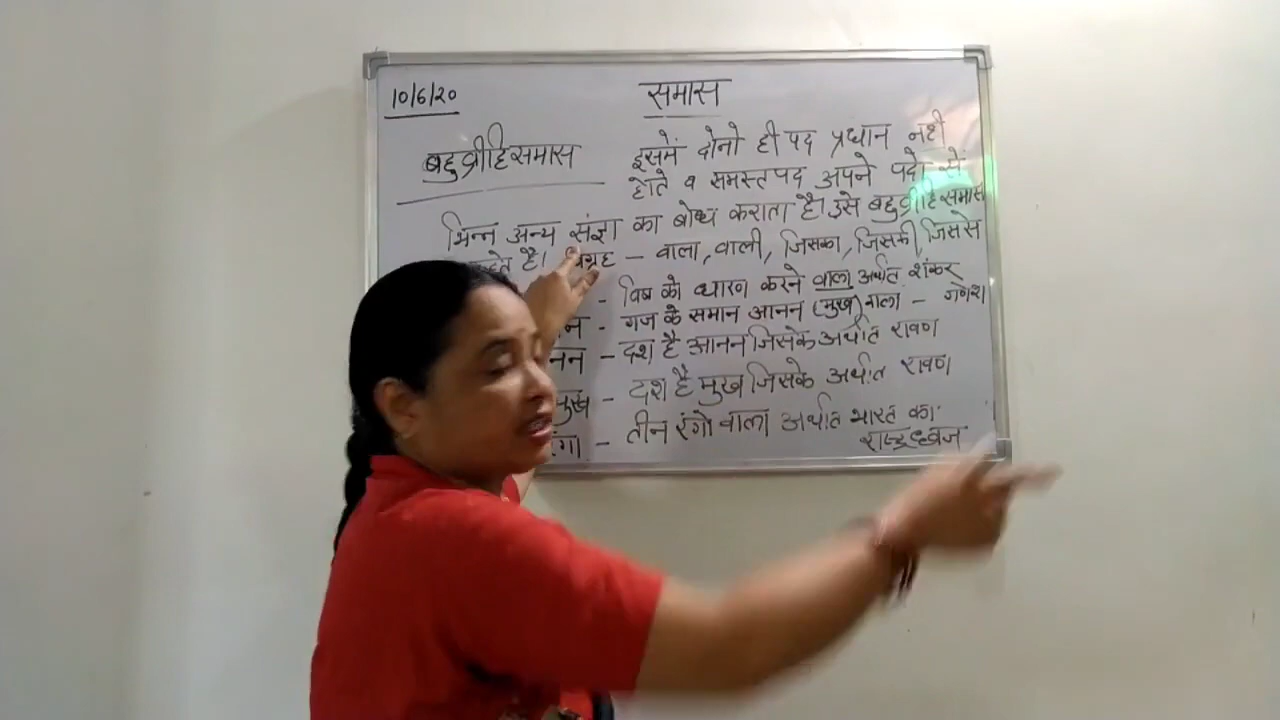 10/6/20
समास
बहुव्रीहि समास इसमें दोनो ही पद प्रधान नही
होते व समस्तपद अपने पदो से
भिन्न अन्य संज्ञा का बोध कराता है। उसे बहुव्रीहि समास
है। विग्रह – वाला, वाली, जिसका, जिसकी, जिससे
- विष को धारण करने वाला अर्थात शंकर
न - गज के समान आनन (मुख) वाला - गणेश
नन - दश है आनन जिसके अर्थात रावण
मुख - दश है मुख जिसके अर्थात रावण
रंगा - तीन रंगो वाला अर्थात भारत का
राष्ट्रध्वज